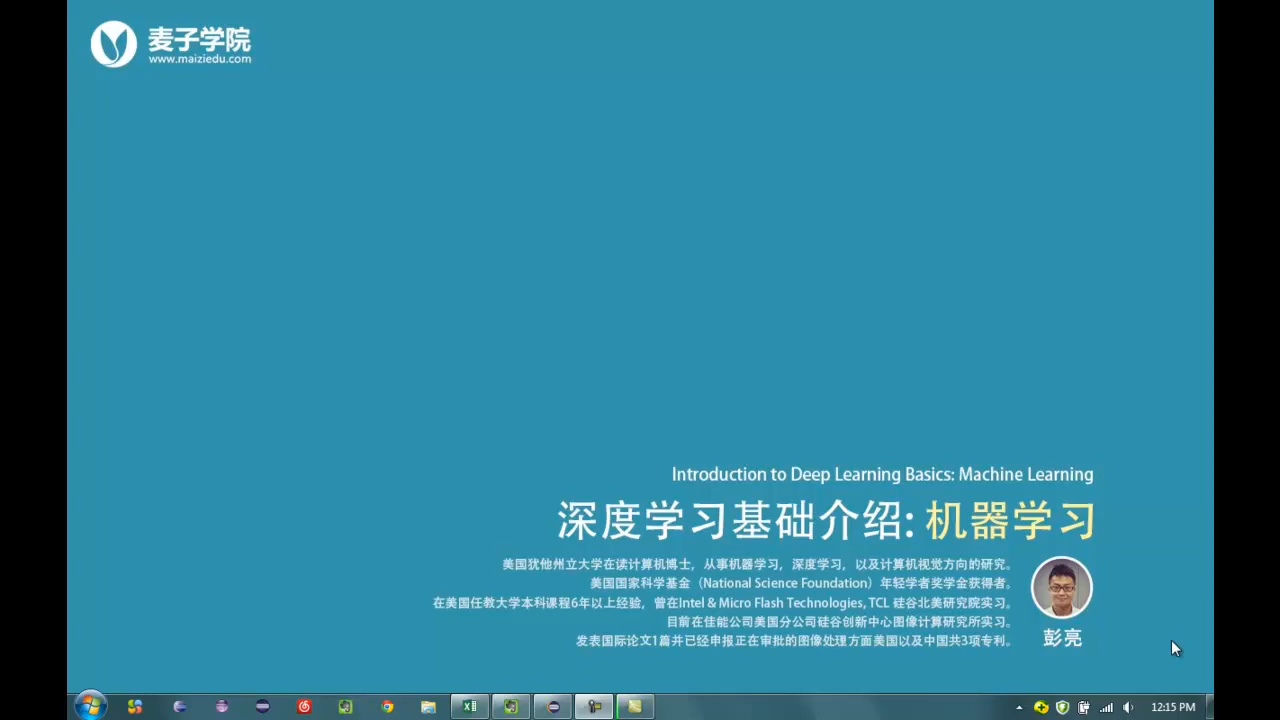 麦子学院
www.maiziedu.com
Introduction to Deep Learning Basics: Machine Learning
深度学习基础介绍: 机器学习
美国犹他州立大学在读计算机博士，从事机器学习，深度学习，以及计算机视觉方向的研究。
美国国家科学基金（National Science Foundation）年轻学者奖学金获得者。
在美国任教大学本科课程6年以上经验，曾在Intel & Micro Flash Technologies, TCL 硅谷北美研究院实习。
目前在佳能公司美国分公司硅谷创新中心图像计算研究所实习。
发表国际论文1篇并已经申报正在审批的图像处理方面美国以及中国共3项专利。
彭亮
12:15 PM